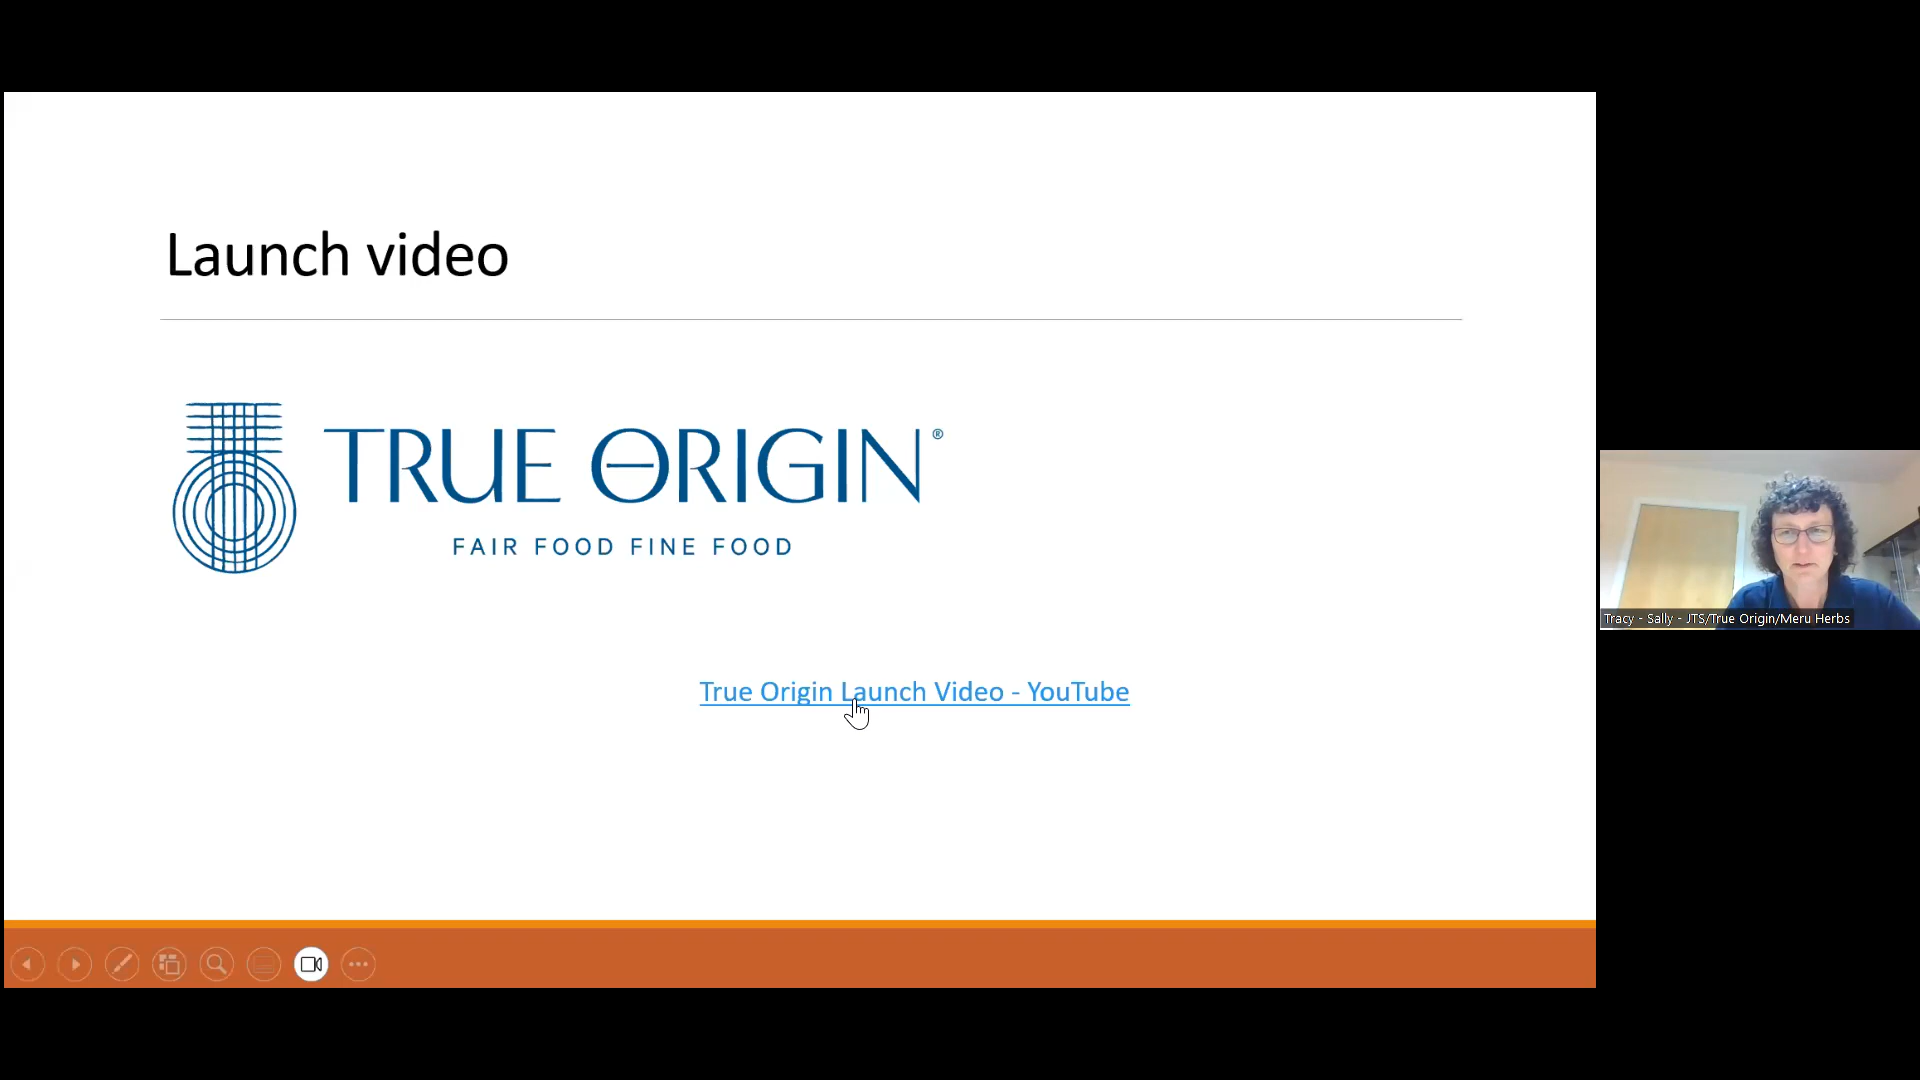 Launch video
TRUE ORIGIN®
FAIR FOOD FINE FOOD
True Origin Launch Video - YouTube
Tracy - Sally - JTS/True Origin/Meru Herbs